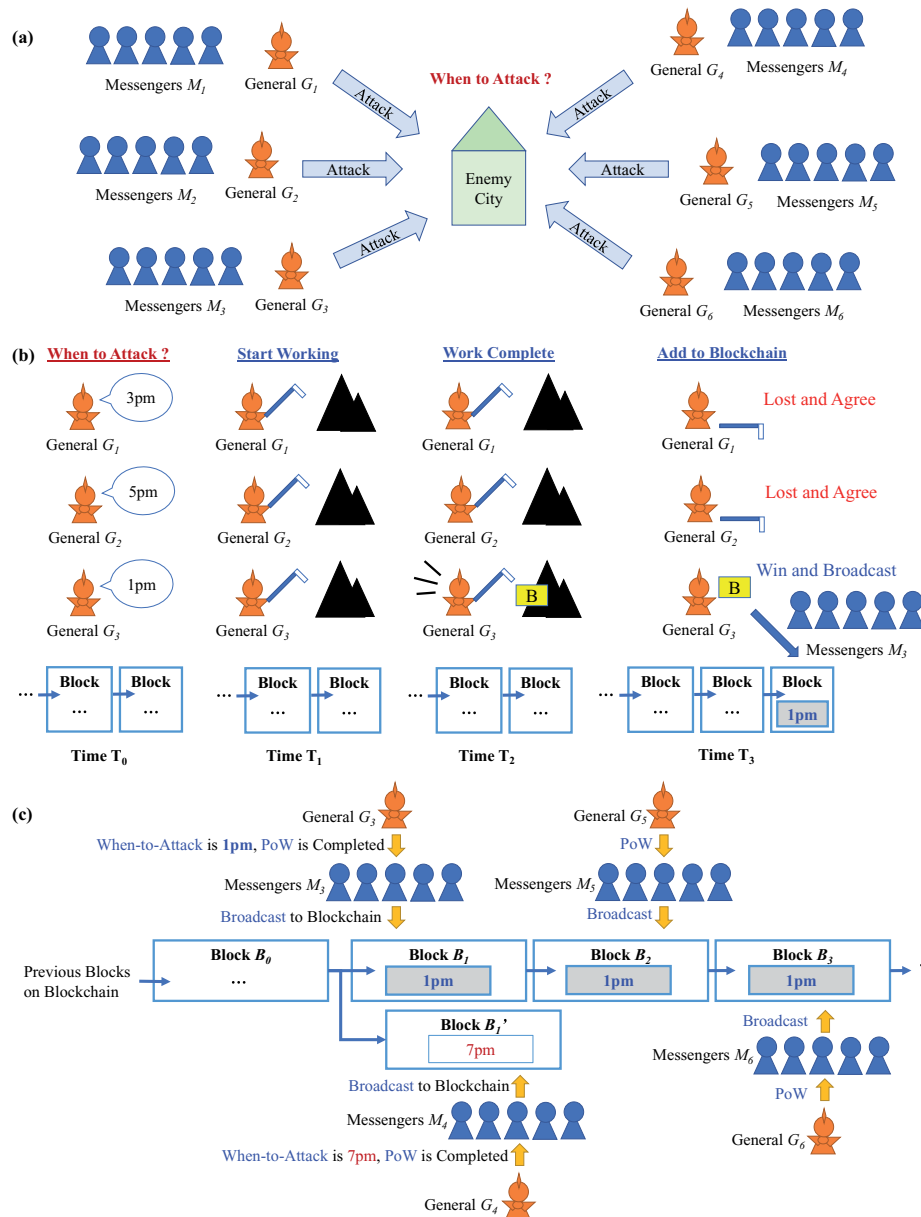 (a)
Messengers M1
General G1
When to Attack ?
General G4
Messengers M4
Attack
Attack
Messengers M2
General G2
Attack
Enemy
City
Attack
General G5
Messengers M5
Messengers M3
General G3
Attack
Attack
General G6
Messengers M6
(b)
When to Attack ?
Start Working
Work Complete
Add to Blockchain
3pm
Lost and Agree
General G1
General G1
General G1
General G1
5pm
Lost and Agree
General G2
General G2
General G2
General G2
1pm
B
Win and Broadcast
B
General G3
General G3
General G3
General G3
Messengers M3
... Block Block
... ...
... Block Block
... ...
... Block Block
... ...
... Block Block Block
... ... 1pm
Time T0
Time T1
Time T2
Time T3
(c)
General G3
General G5
When-to-Attack is 1pm, PoW is Completed
PoW
Messengers M3
Messengers M5
Broadcast to Blockchain
Broadcast
Previous Blocks
on Blockchain
Block B0
...
Block B1
1pm
Block B2
1pm
Block B3
1pm
Block B1’
7pm
Broadcast
Broadcast to Blockchain
Messengers M6
Messengers M4
PoW
When-to-Attack is 7pm, PoW is Completed
General G6
General G4